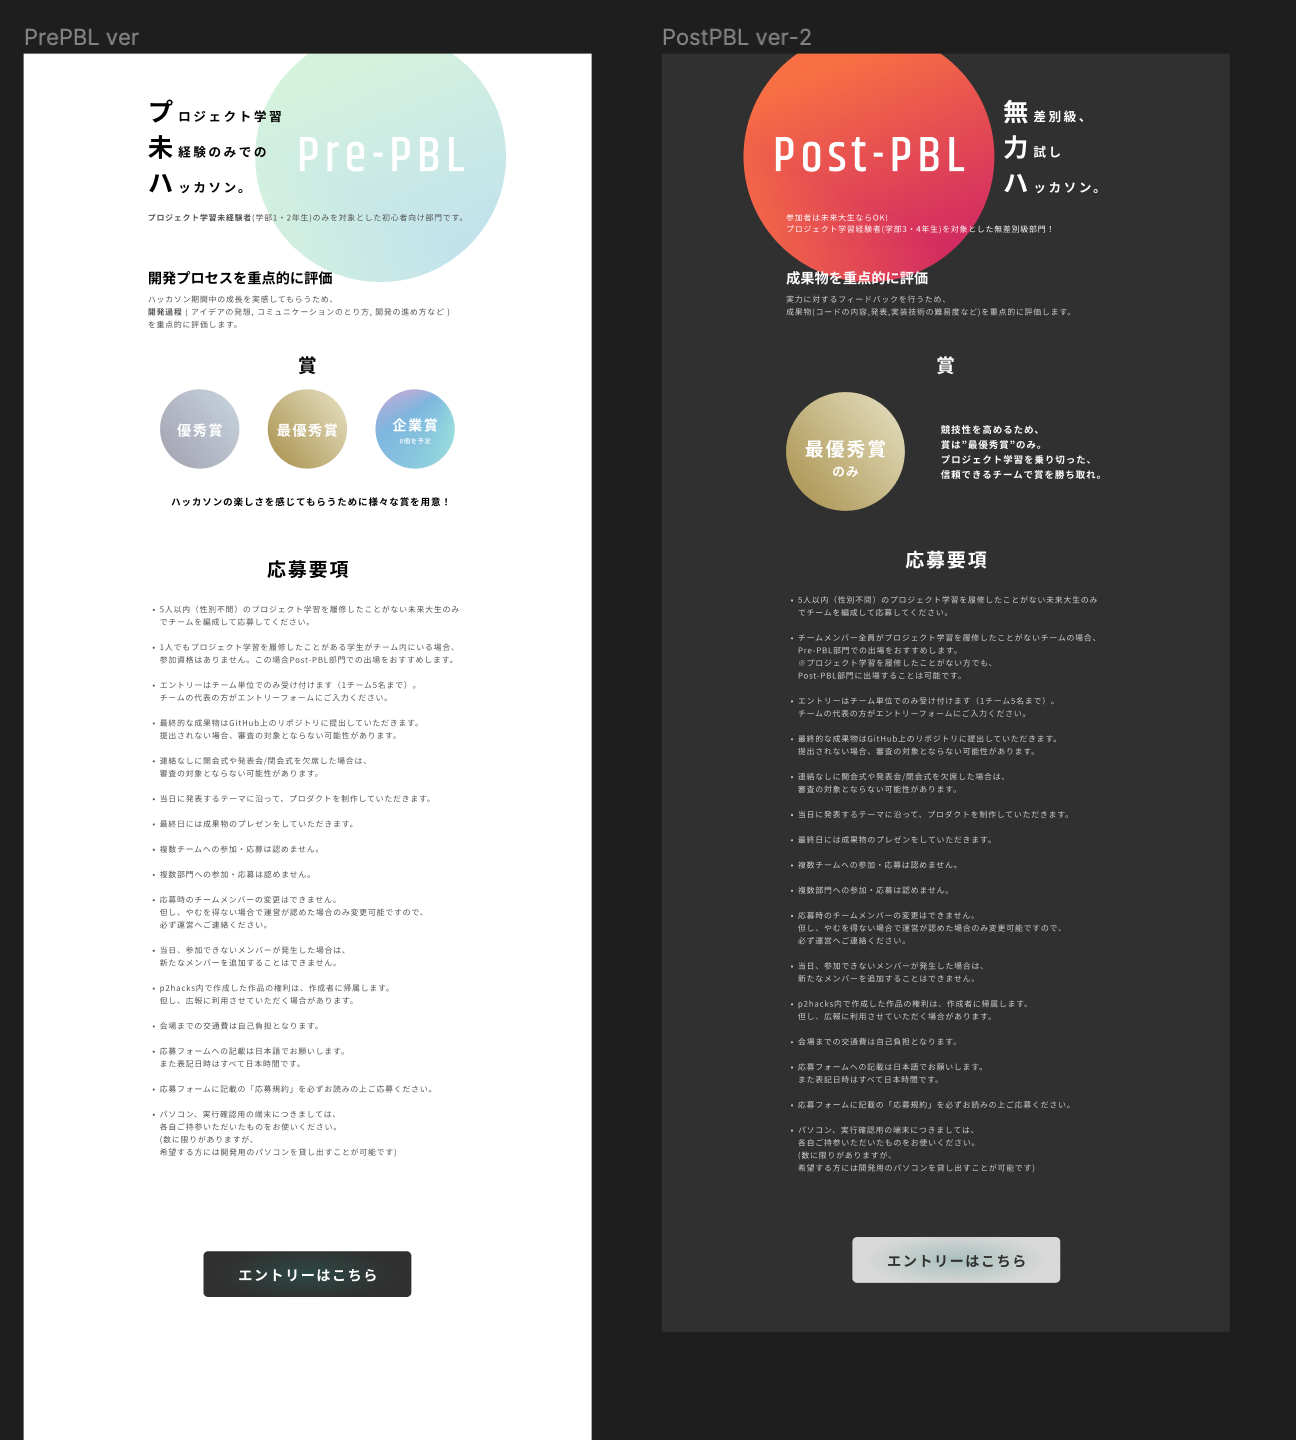 PrePBL ver
プロジェクト学習
未経験のみでの
ハッカソン。
Pre-PBL
プロジェクト学習未経験者(学部1・2年生)のみを対象とした初心者向け部門です。
開発プロセスを重点的に評価
ハッカソン期間中の成長を実感してもらうため、
開発過程 ( アイデアの発想, コミュニケーションのとり方, 開発の進め方など )
を重点的に評価します。
賞
優秀賞
最優秀賞
企業賞
8個を予定
ハッカソンの楽しさを感じてもらうために様々な賞を用意！
応募要項
• 5人以内（性別不問）のプロジェクト学習を履修したことがない未来大生のみ
でチームを編成して応募してください。
• 1人でもプロジェクト学習を履修したことがある学生がチーム内にいる場合、
参加資格はありません。この場合Post-PBL部門での出場をおすすめします。
• エントリーはチーム単位でのみ受け付けます（1チーム5名まで）。
チームの代表の方がエントリーフォームにご入力ください。
• 最終的な成果物はGitHub上のリポジトリに提出していただきます。
提出されない場合、審査の対象とならない可能性があります。
• 連絡なしに開会式や発表会/閉会式を欠席した場合は、
審査の対象とならない可能性があります。
• 当日に発表するテーマに沿って、プロダクトを制作していただきます。
• 最終日には成果物のプレゼンをしていただきます。
• 複数チームへの参加・応募は認めません。
• 複数部門への参加・応募は認めません。
• 応募時のチームメンバーの変更はできません。
但し、やむを得ない場合で運営が認めた場合のみ変更可能ですので、
必ず運営へご連絡ください。
• 当日、参加できないメンバーが発生した場合は、
新たなメンバーを追加することはできません。
• p2hacks内で作成した作品の権利は、作成者に帰属します。
但し、広報に利用させていただく場合があります。
• 会場までの交通費は自己負担となります。
• 応募フォームへの記載は日本語でお願いします。
また表記日時はすべて日本時間です。
• 応募フォームに記載の「応募規約」を必ずお読みの上ご応募ください。
• パソコン、実行確認用の端末につきましては、
各自ご持参いただいたものをお使いください。
(数に限りがありますが、
希望する方には開発用のパソコンを貸し出すことが可能です)
エントリーはこちら
PostPBL ver-2
Post-PBL
無差別級、
力試し
ハッカソン。
参加者は未来大生ならOK!
プロジェクト学習経験者(学部3・4年生)を対象とした無差別級部門！
成果物を重点的に評価
実力に対するフィードバックを行うため、
成果物(コードの内容,発表,実装技術の難易度など)を重点的に評価します。
賞
最優秀賞
のみ
競技性を高めるため、
賞は”最優秀賞”のみ。
プロジェクト学習を乗り切った、
信頼できるチームで賞を勝ち取れ。
応募要項
• 5人以内（性別不問）のプロジェクト学習を履修したことがない未来大生のみ
でチームを編成して応募してください。
• チームメンバー全員がプロジェクト学習を履修したことがないチームの場合、
Pre-PBL部門での出場をおすすめします。
※プロジェクト学習を履修したことがない方でも、
Post-PBL部門に出場することは可能です。
• エントリーはチーム単位でのみ受け付けます（1チーム5名まで）。
チームの代表の方がエントリーフォームにご入力ください。
• 最終的な成果物はGitHub上のリポジトリに提出していただきます。
提出されない場合、審査の対象とならない可能性があります。
• 連絡なしに開会式や発表会/閉会式を欠席した場合は、
審査の対象とならない可能性があります。
• 当日に発表するテーマに沿って、プロダクトを制作していただきます。
• 最終日には成果物のプレゼンをしていただきます。
• 複数チームへの参加・応募は認めません。
• 複数部門への参加・応募は認めません。
• 応募時のチームメンバーの変更はできません。
但し、やむを得ない場合で運営が認めた場合のみ変更可能ですので、
必ず運営へご連絡ください。
• 当日、参加できないメンバーが発生した場合は、
新たなメンバーを追加することはできません。
• p2hacks内で作成した作品の権利は、作成者に帰属します。
但し、広報に利用させていただく場合があります。
• 会場までの交通費は自己負担となります。
• 応募フォームへの記載は日本語でお願いします。
また表記日時はすべて日本時間です。
• 応募フォームに記載の「応募規約」を必ずお読みの上ご応募ください。
• パソコン、実行確認用の端末につきましては、
各自ご持参いただいたものをお使いください。
(数に限りがありますが、
希望する方には開発用のパソコンを貸し出すことが可能です)
エントリーはこちら